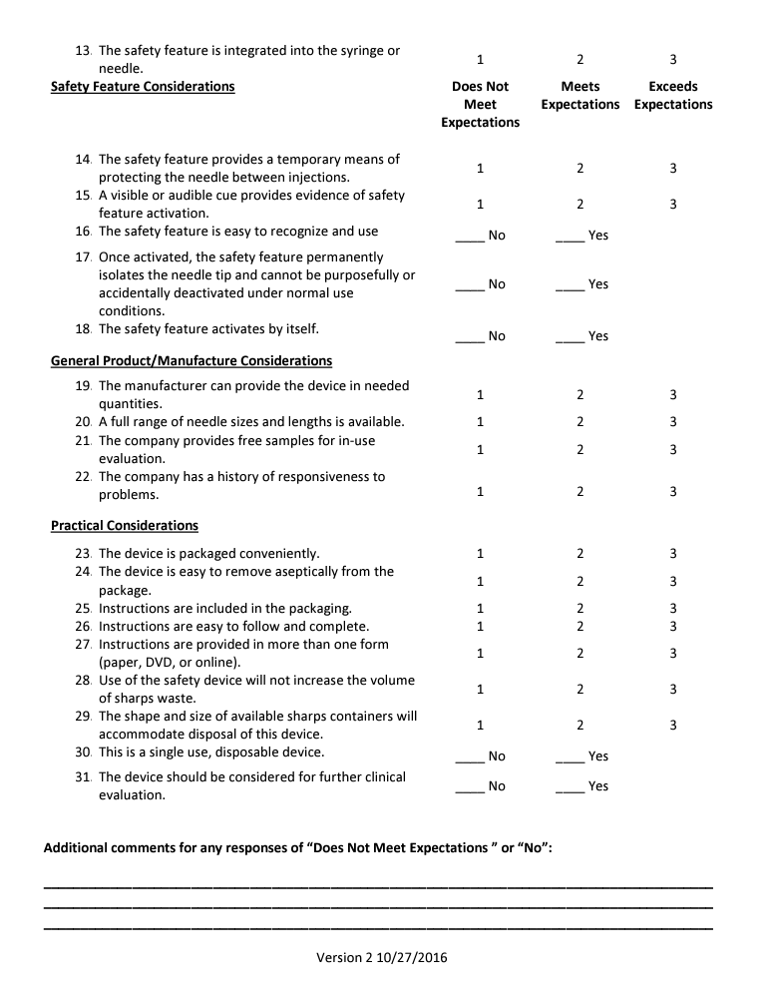 13. The safety feature is integrated into the syringe or
needle.
1 2 3
Safety Feature Considerations
Does Not Meet Expectations
Meets Expectations
Exceeds Expectations
14. The safety feature provides a temporary means of
protecting the needle between injections.
1 2 3
15. A visible or audible cue provides evidence of safety
feature activation.
1 2 3
16. The safety feature is easy to recognize and use
____ No ____ Yes
17. Once activated, the safety feature permanently
isolates the needle tip and cannot be purposefully or
accidentally deactivated under normal use
conditions.
____ No ____ Yes
18. The safety feature activates by itself.
____ No ____ Yes
General Product/Manufacture Considerations
19. The manufacturer can provide the device in needed
quantities.
1 2 3
20. A full range of needle sizes and lengths is available. 1 2 3
21. The company provides free samples for in-use
evaluation.
1 2 3
22. The company has a history of responsiveness to
problems.
1 2 3
Practical Considerations
23. The device is packaged conveniently. 1 2 3
24. The device is easy to remove aseptically from the
package.
1 2 3
25. Instructions are included in the packaging. 1 2 3
26. Instructions are easy to follow and complete. 1 2 3
27. Instructions are provided in more than one form
(paper, DVD, or online).
1 2 3
28. Use of the safety device will not increase the volume
of sharps waste.
1 2 3
29. The shape and size of available sharps containers will
accommodate disposal of this device.
1 2 3
30. This is a single use, disposable device.
____ No ____ Yes
31. The device should be considered for further clinical
evaluation.
____ No ____ Yes
Additional comments for any responses of “Does Not Meet Expectations ” or “No”:
Version 2 10/27/2016